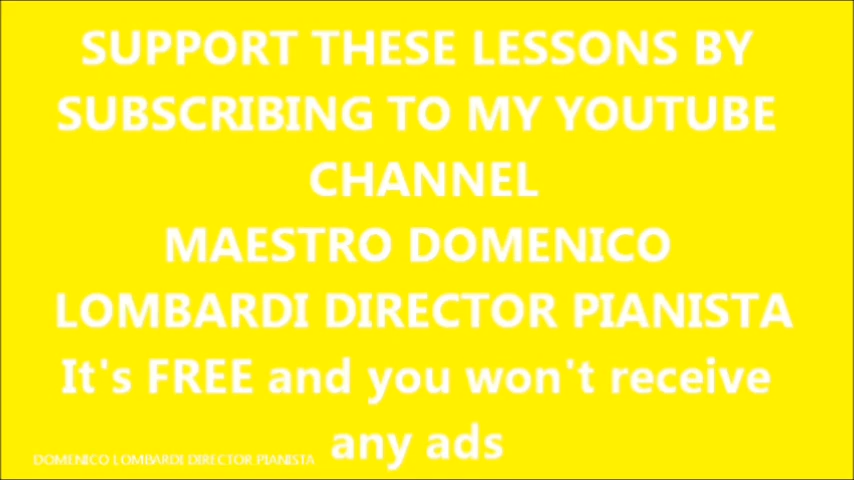 SUPPORT THESE LESSONS BY
SUBSCRIBING TO MY YOUTUBE
CHANNEL
MAESTRO DOMENICO
LOMBARDI DIRECTOR PIANISTA
It's FREE and you won't receive
any ads
DOMENICO LOMBARDI DIRECTOR PIANISTA